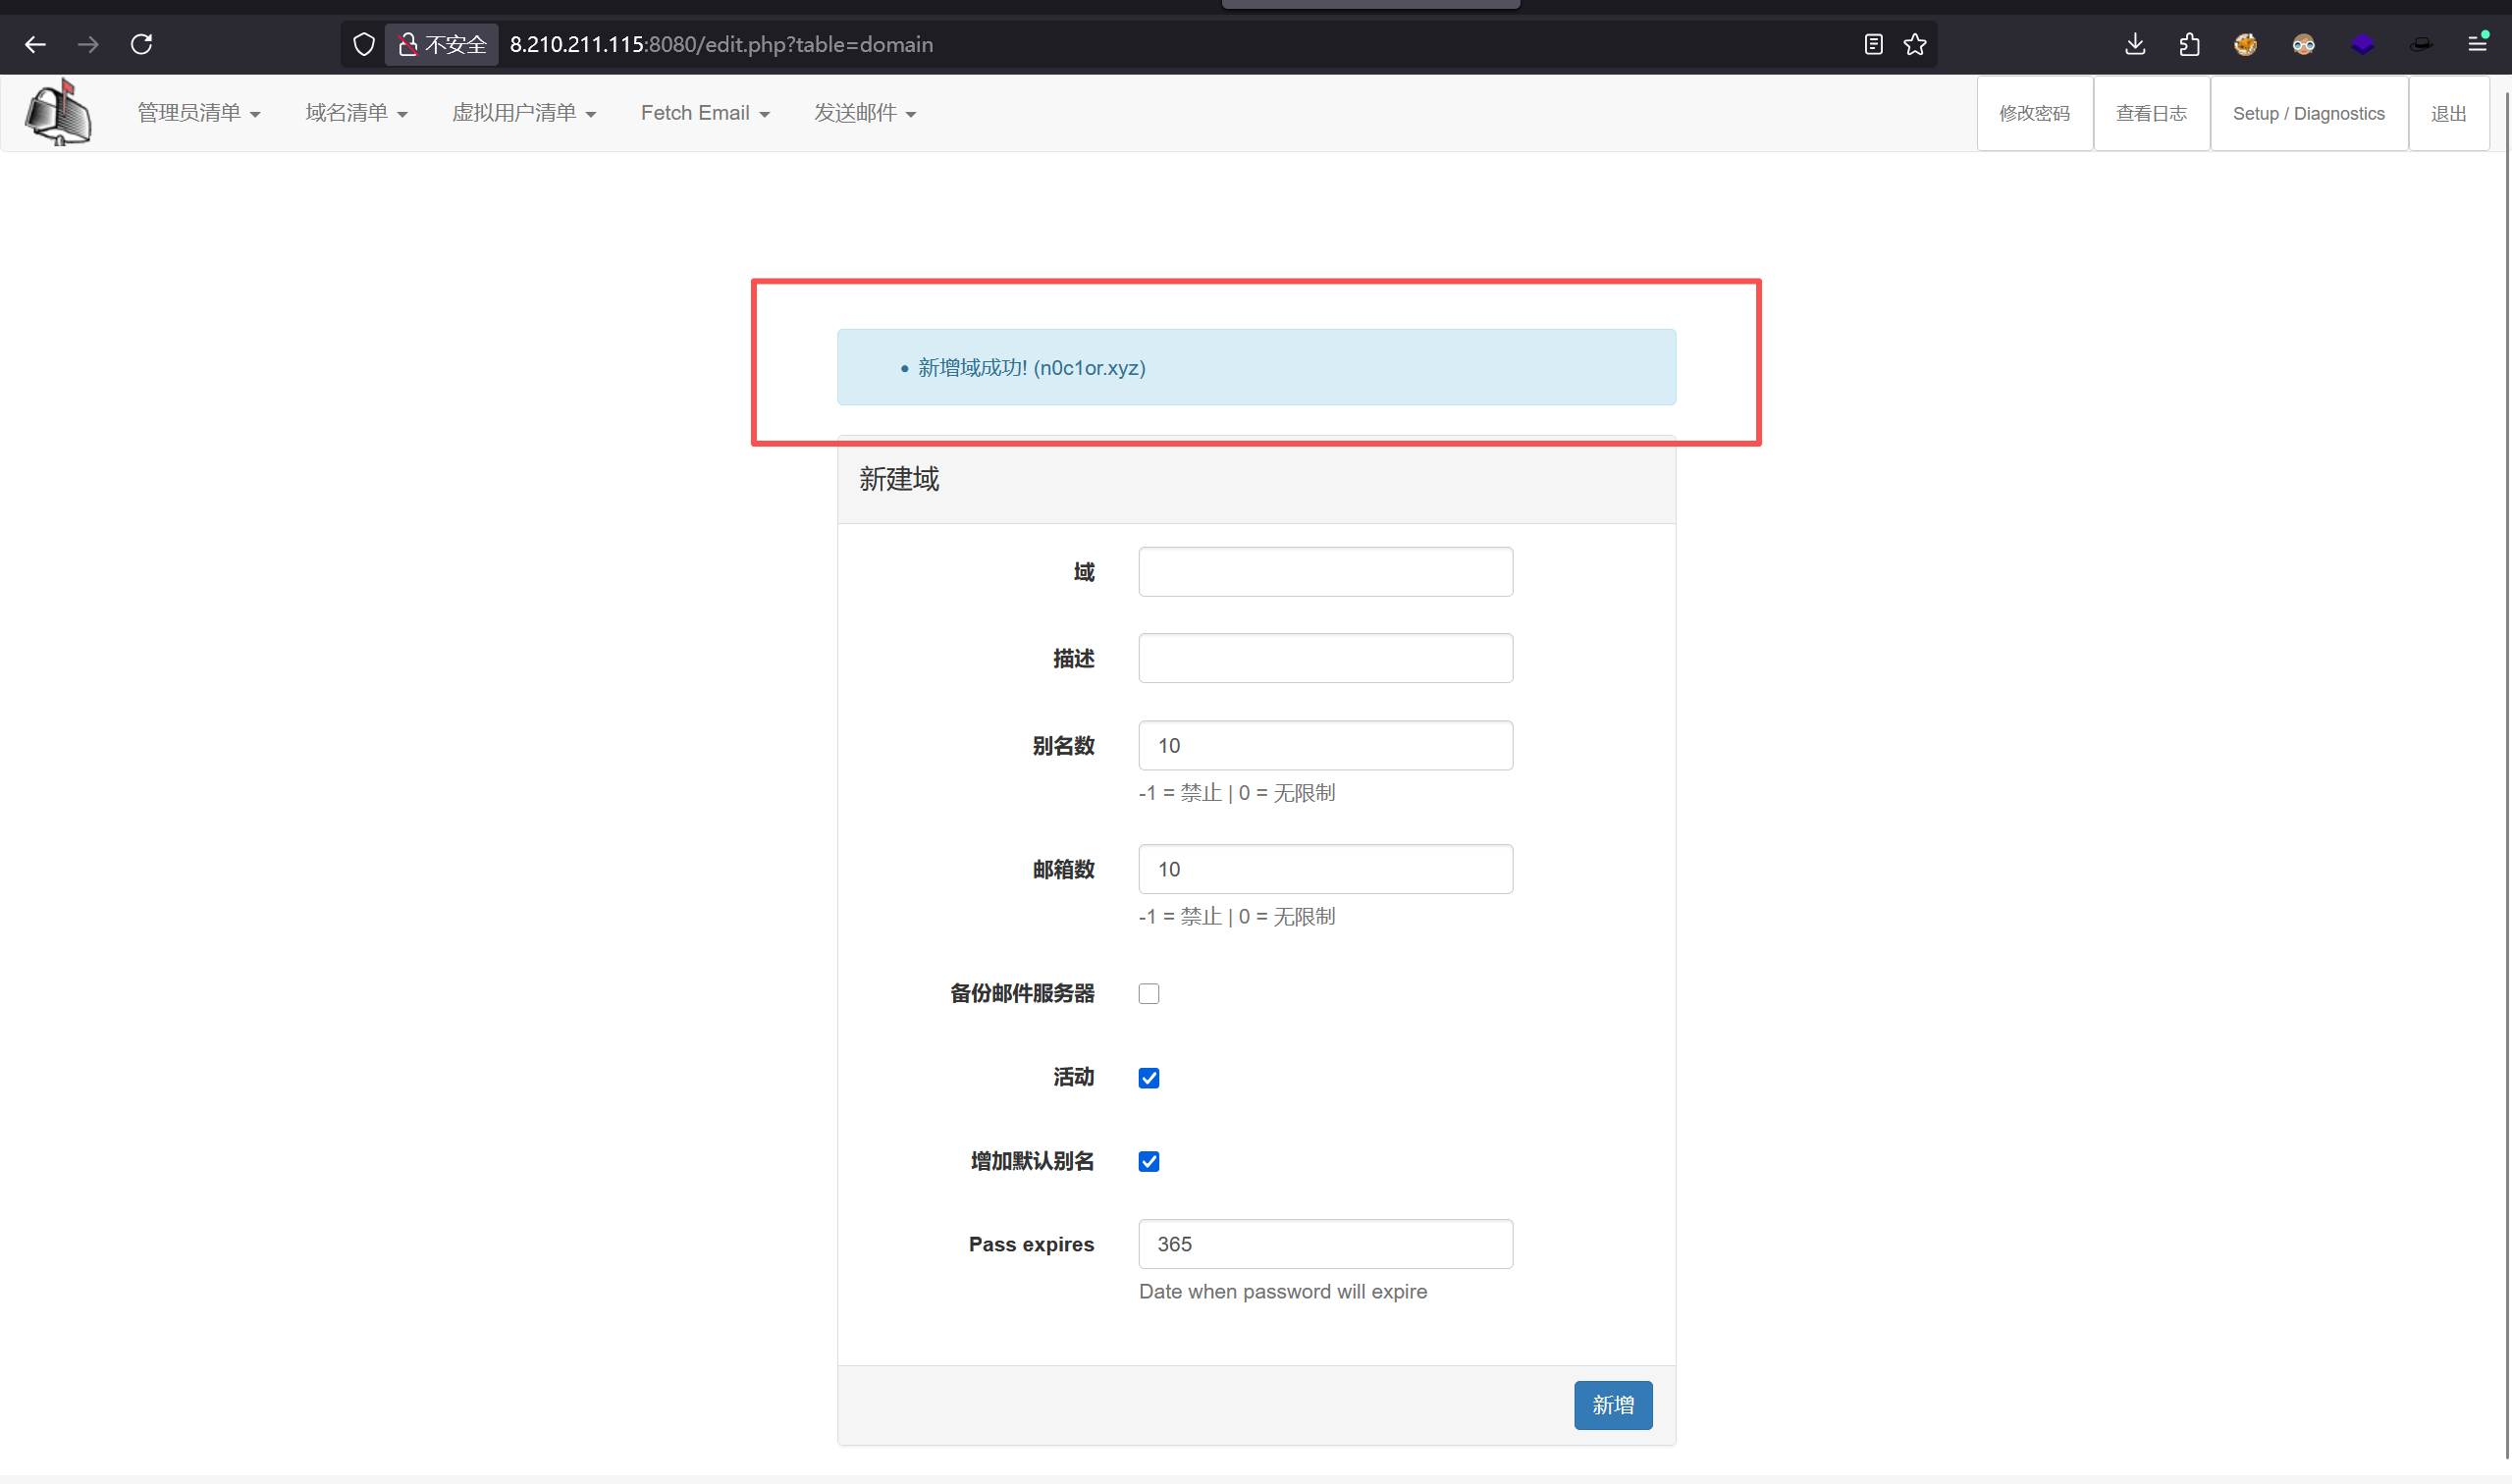 不安全 8.210.211.115:8080/edit.php?table=domain
管理员清单 域名清单 虚拟用户清单 Fetch Email 发送邮件 修改密码 查看日志 Setup / Diagnostics 退出
新增域成功! (n0c1or.xyz)
新建域
域
描述
别名数 10
-1 = 禁止 | 0 = 无限制
邮箱数 10
-1 = 禁止 | 0 = 无限制
备份邮件服务器
活动
增加默认别名
Pass expires 365
Date when password will expire
新增